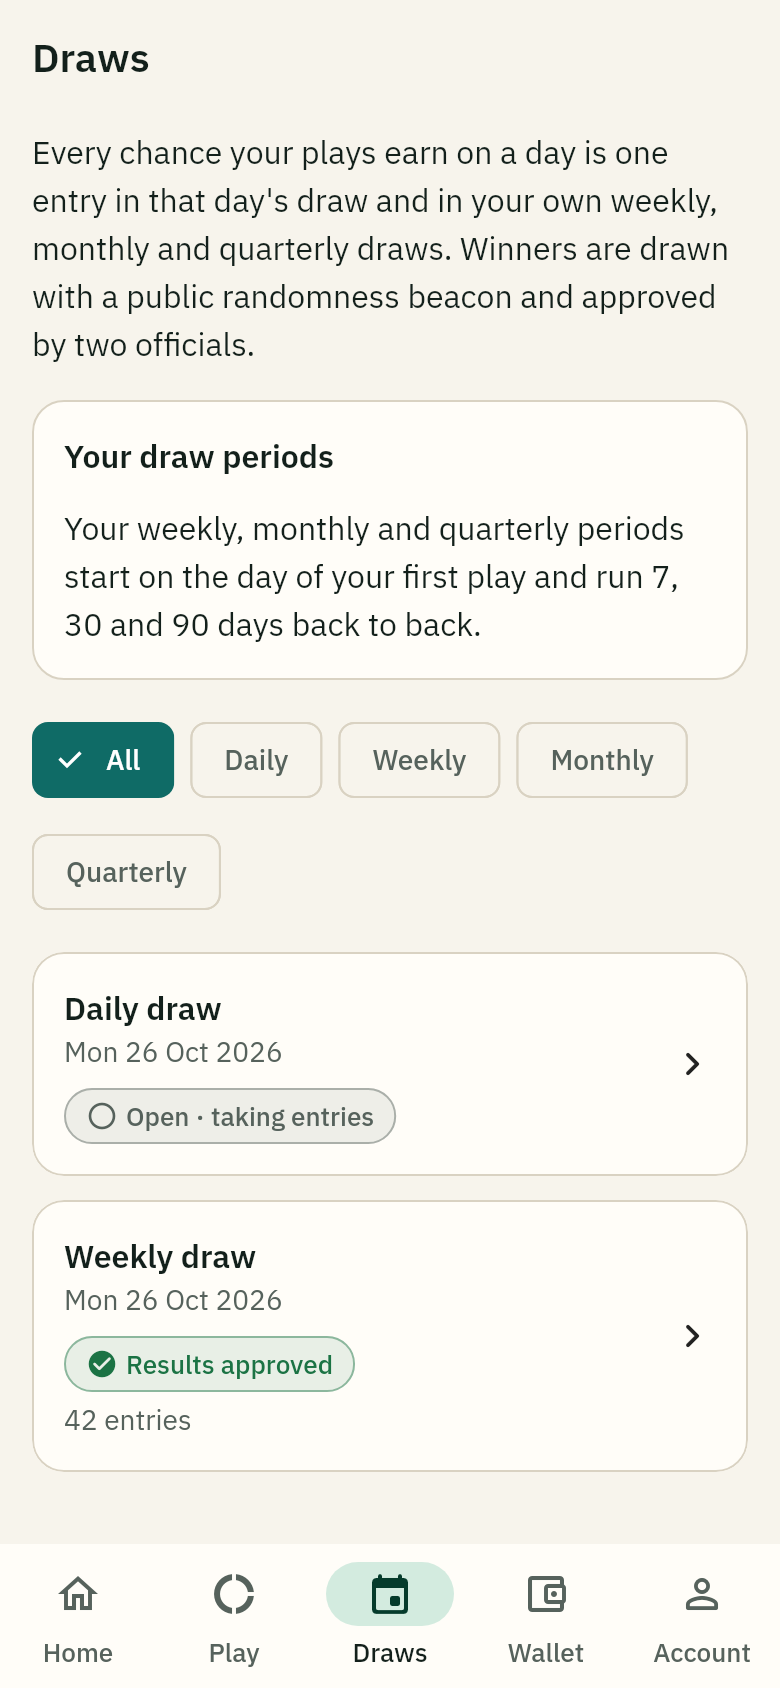 Draws
Every chance your plays earn on a day is one
entry in that day's draw and in your own weekly,
monthly and quarterly draws. Winners are drawn
with a public randomness beacon and approved
by two officials.
Your draw periods
Your weekly, monthly and quarterly periods
start on the day of your first play and run 7,
30 and 90 days back to back.
All
Daily
Weekly
Monthly
Quarterly
Daily draw
Mon 26 Oct 2026
Open · taking entries
Weekly draw
Mon 26 Oct 2026
Results approved
42 entries
Home
Play
Draws
Wallet
Account